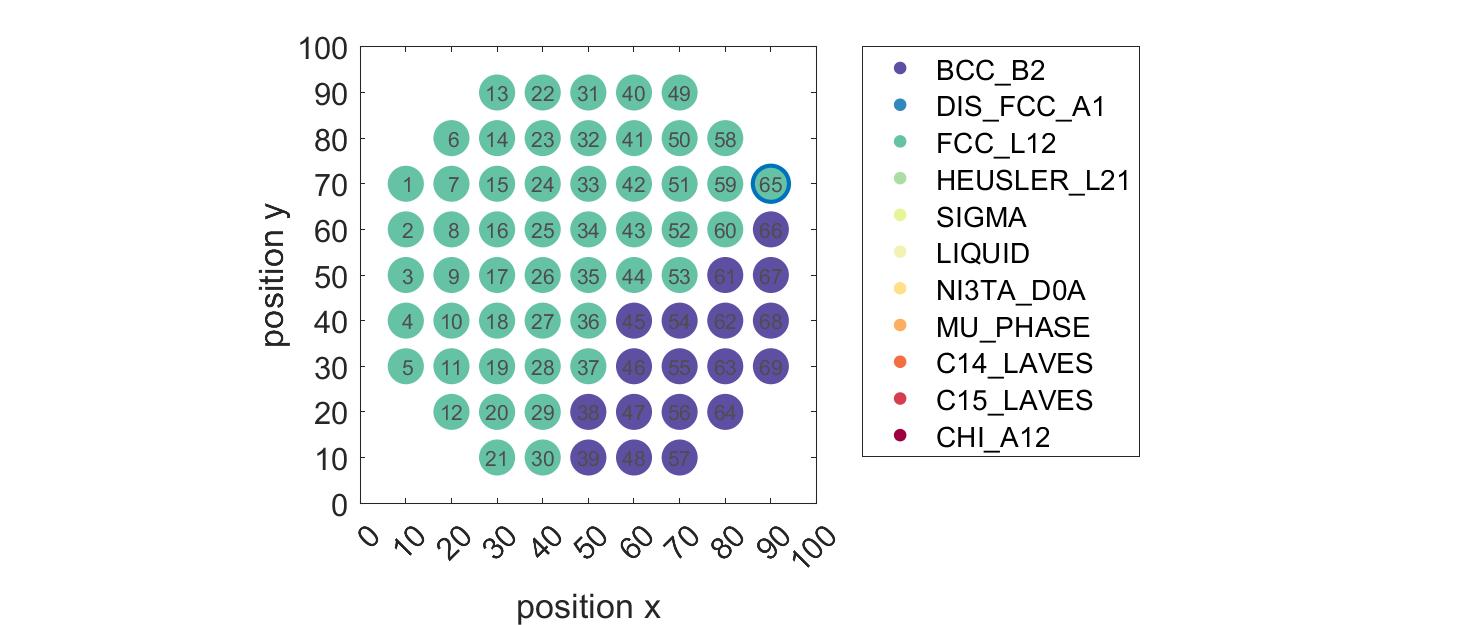 100
90 13 22 31 40 49
80 6 14 23 32 41 50 58
70 1 7 15 24 33 42 51 59 65
60 2 8 16 25 34 43 52 60 66
50 3 9 17 26 35 44 53 61 67
40 4 10 18 27 36 45 54 62 68
30 5 11 19 28 37 46 55 63 69
20 12 20 29 38 47 56 64
10 21 30 39 48 57
0
position y
0 10 20 30 40 50 60 70 80 90 100
position x
BCC_B2
DIS_FCC_A1
FCC_L12
HEUSLER_L21
SIGMA
LIQUID
NI3TA_D0A
MU_PHASE
C14_LAVES
C15_LAVES
CHI_A12